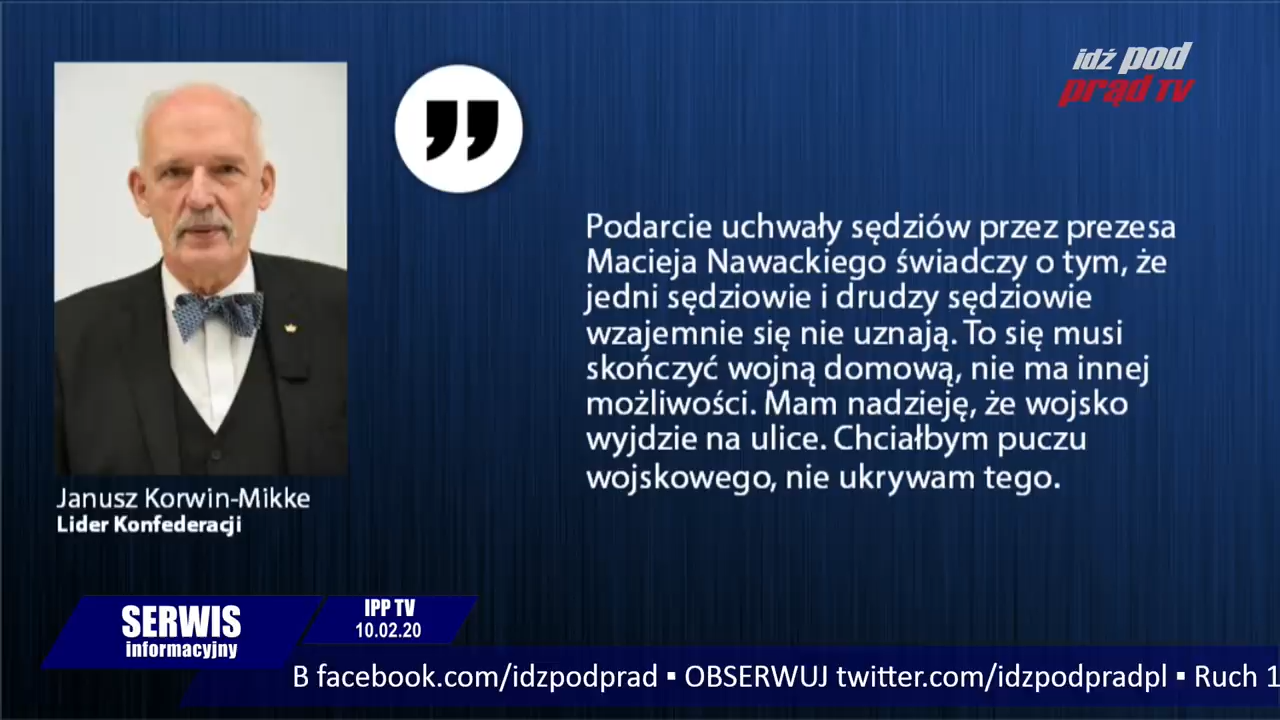 idź pod
prąd TV
Podarcie uchwały sędziów przez prezesa
Macieja Nawackiego świadczy o tym, że
jedni sędziowie i drudzy sędziowie
wzajemnie się nie uznają. To się musi
skończyć wojną domową, nie ma innej
możliwości. Mam nadzieję, że wojsko
wyjdzie na ulice. Chciałbym puczu
wojskowego, nie ukrywam tego.
Janusz Korwin-Mikke
Lider Konfederacji
SERWIS
informacyjny
IPP TV
10.02.20
B facebook.com/idzpodprad ▪ OBSERWUJ twitter.com/idzpodpradpl ▪ Ruch 1